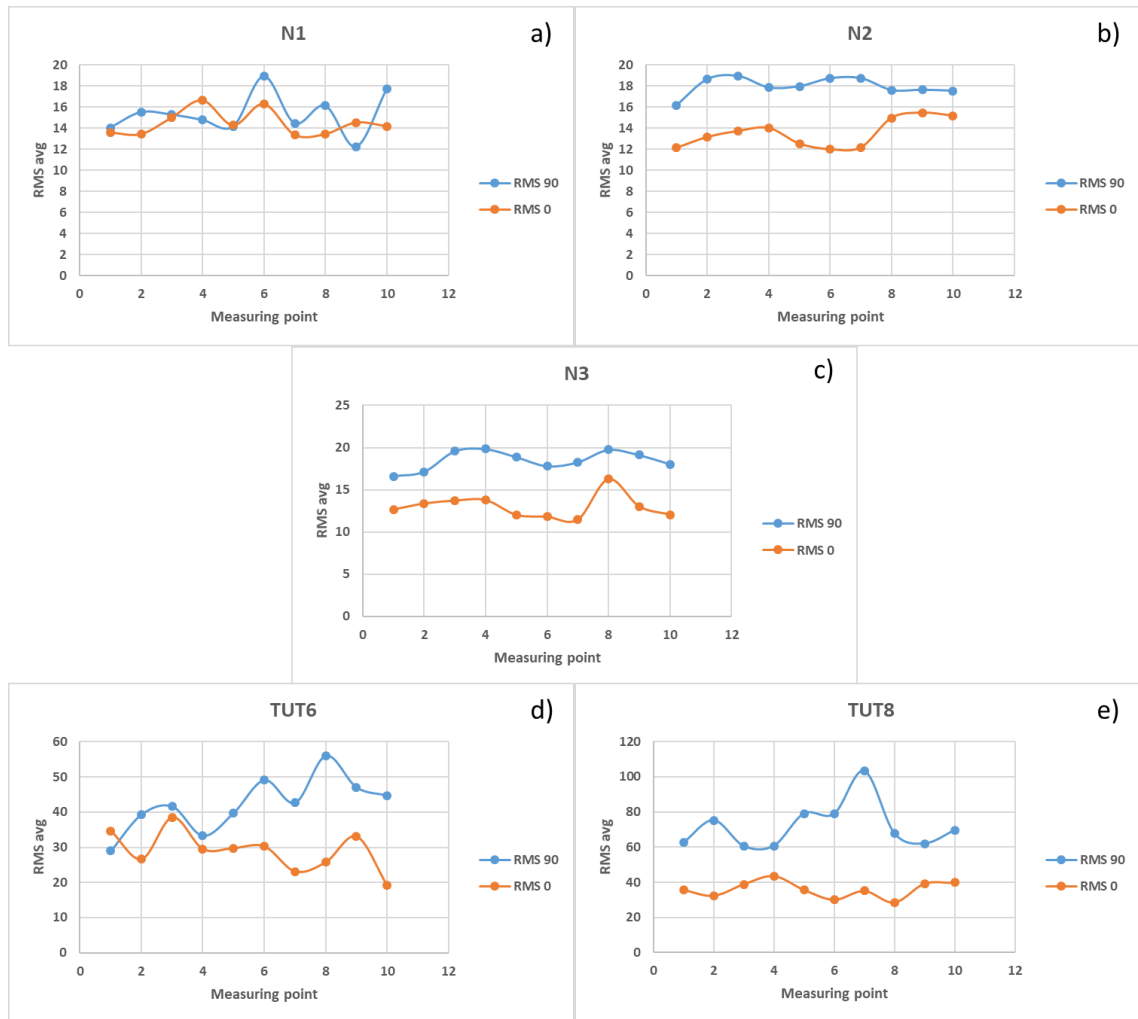 N1 a)
20
18
16
14
12
10
8
6
4
2
0
RMS avg
0 2 4 6 8 10 12
Measuring point
RMS 90
RMS 0
N2 b)
20
18
16
14
12
10
8
6
4
2
0
RMS avg
0 2 4 6 8 10 12
Measuring point
RMS 90
RMS 0
N3 c)
25
20
15
10
5
0
RMS avg
0 2 4 6 8 10 12
Measuring point
RMS 90
RMS 0
TUT6 d)
60
50
40
30
20
10
0
RMS avg
0 2 4 6 8 10 12
Measuring point
RMS 90
RMS 0
TUT8 e)
120
100
80
60
40
20
0
RMS avg
0 2 4 6 8 10 12
Measuring point
RMS 90
RMS 0